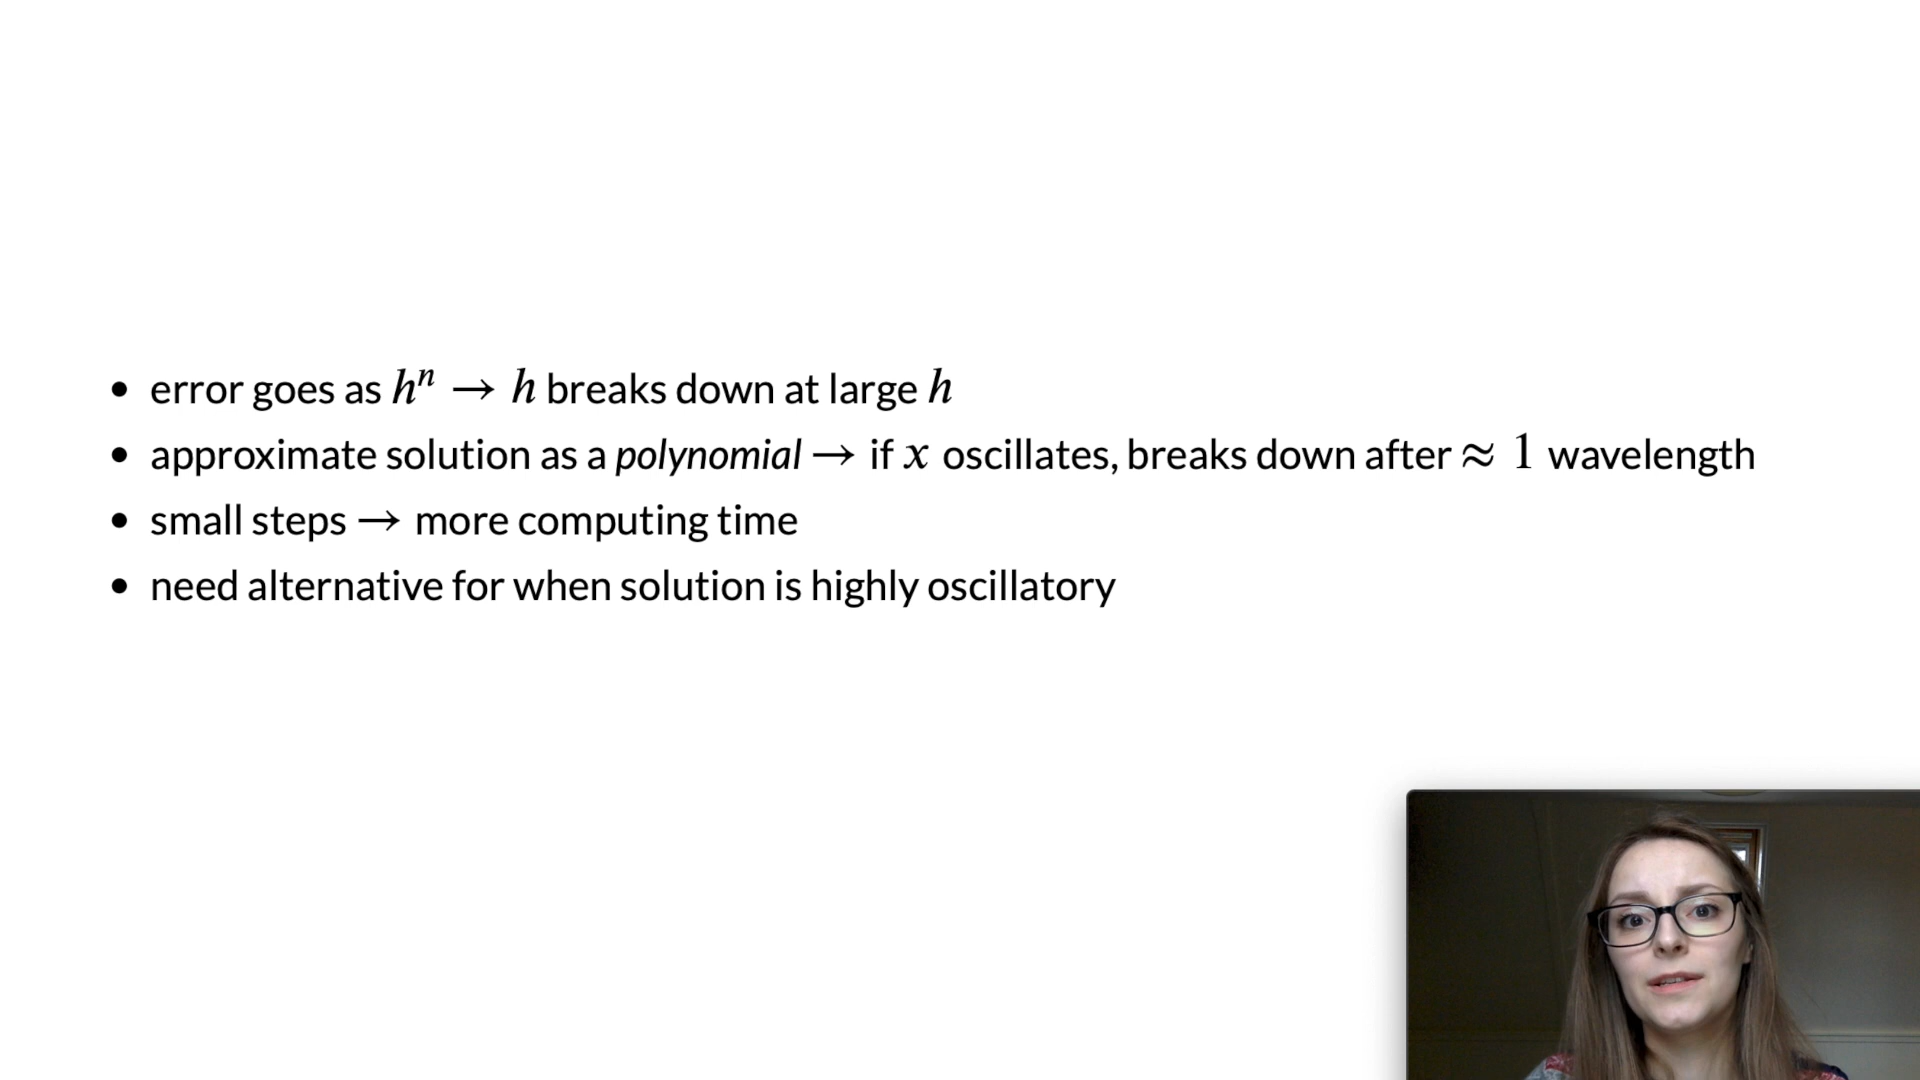 • error goes as hⁿ → h breaks down at large h
• approximate solution as a polynomial → if x oscillates, breaks down after ≈ 1 wavelength
• small steps → more computing time
• need alternative for when solution is highly oscillatory